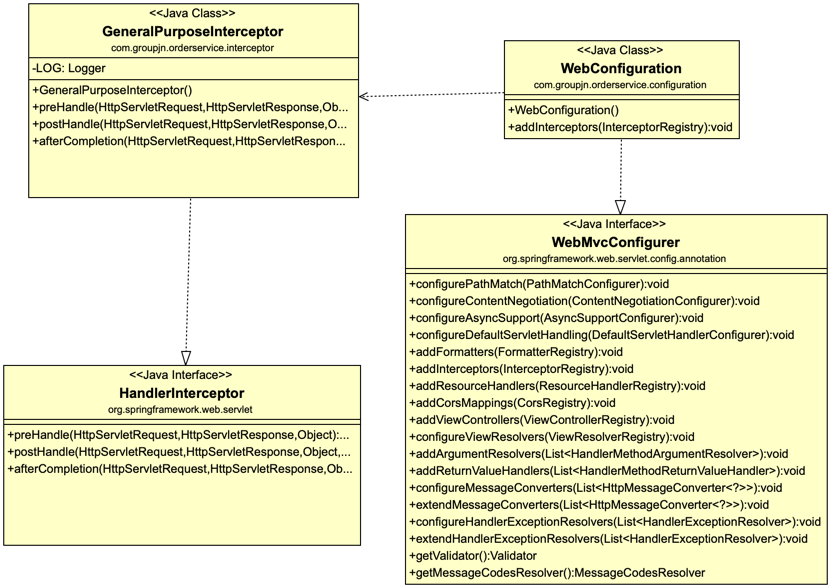 <<Java Class>>
GeneralPurposeInterceptor
com.groupjn.orderservice.interceptor
-LOG: Logger
+GeneralPurposeInterceptor()
+preHandle(HttpServletRequest,HttpServletResponse,Ob...
+postHandle(HttpServletRequest,HttpServletResponse,O...
+afterCompletion(HttpServletRequest,HttpServletRespon...
<<Java Class>>
WebConfiguration
com.groupjn.orderservice.configuration
+WebConfiguration()
+addInterceptors(InterceptorRegistry):void
<<Java Interface>>
HandlerInterceptor
org.springframework.web.servlet
+preHandle(HttpServletRequest,HttpServletResponse,Object):...
+postHandle(HttpServletRequest,HttpServletResponse,Object,...
+afterCompletion(HttpServletRequest,HttpServletResponse,Ob...
<<Java Interface>>
WebMvcConfigurer
org.springframework.web.servlet.config.annotation
+configurePathMatch(PathMatchConfigurer):void
+configureContentNegotiation(ContentNegotiationConfigurer):void
+configureAsyncSupport(AsyncSupportConfigurer):void
+configureDefaultServletHandling(DefaultServletHandlerConfigurer):void
+addFormatters(FormatterRegistry):void
+addInterceptors(InterceptorRegistry):void
+addResourceHandlers(ResourceHandlerRegistry):void
+addCorsMappings(CorsRegistry):void
+addViewControllers(ViewControllerRegistry):void
+configureViewResolvers(ViewResolverRegistry):void
+addArgumentResolvers(List<HandlerMethodArgumentResolver>):void
+addReturnValueHandlers(List<HandlerMethodReturnValueHandler>):void
+configureMessageConverters(List<HttpMessageConverter<?>>):void
+extendMessageConverters(List<HttpMessageConverter<?>>):void
+configureHandlerExceptionResolvers(List<HandlerExceptionResolver>):void
+extendHandlerExceptionResolvers(List<HandlerExceptionResolver>):void
+getValidator():Validator
+getMessageCodesResolver():MessageCodesResolver